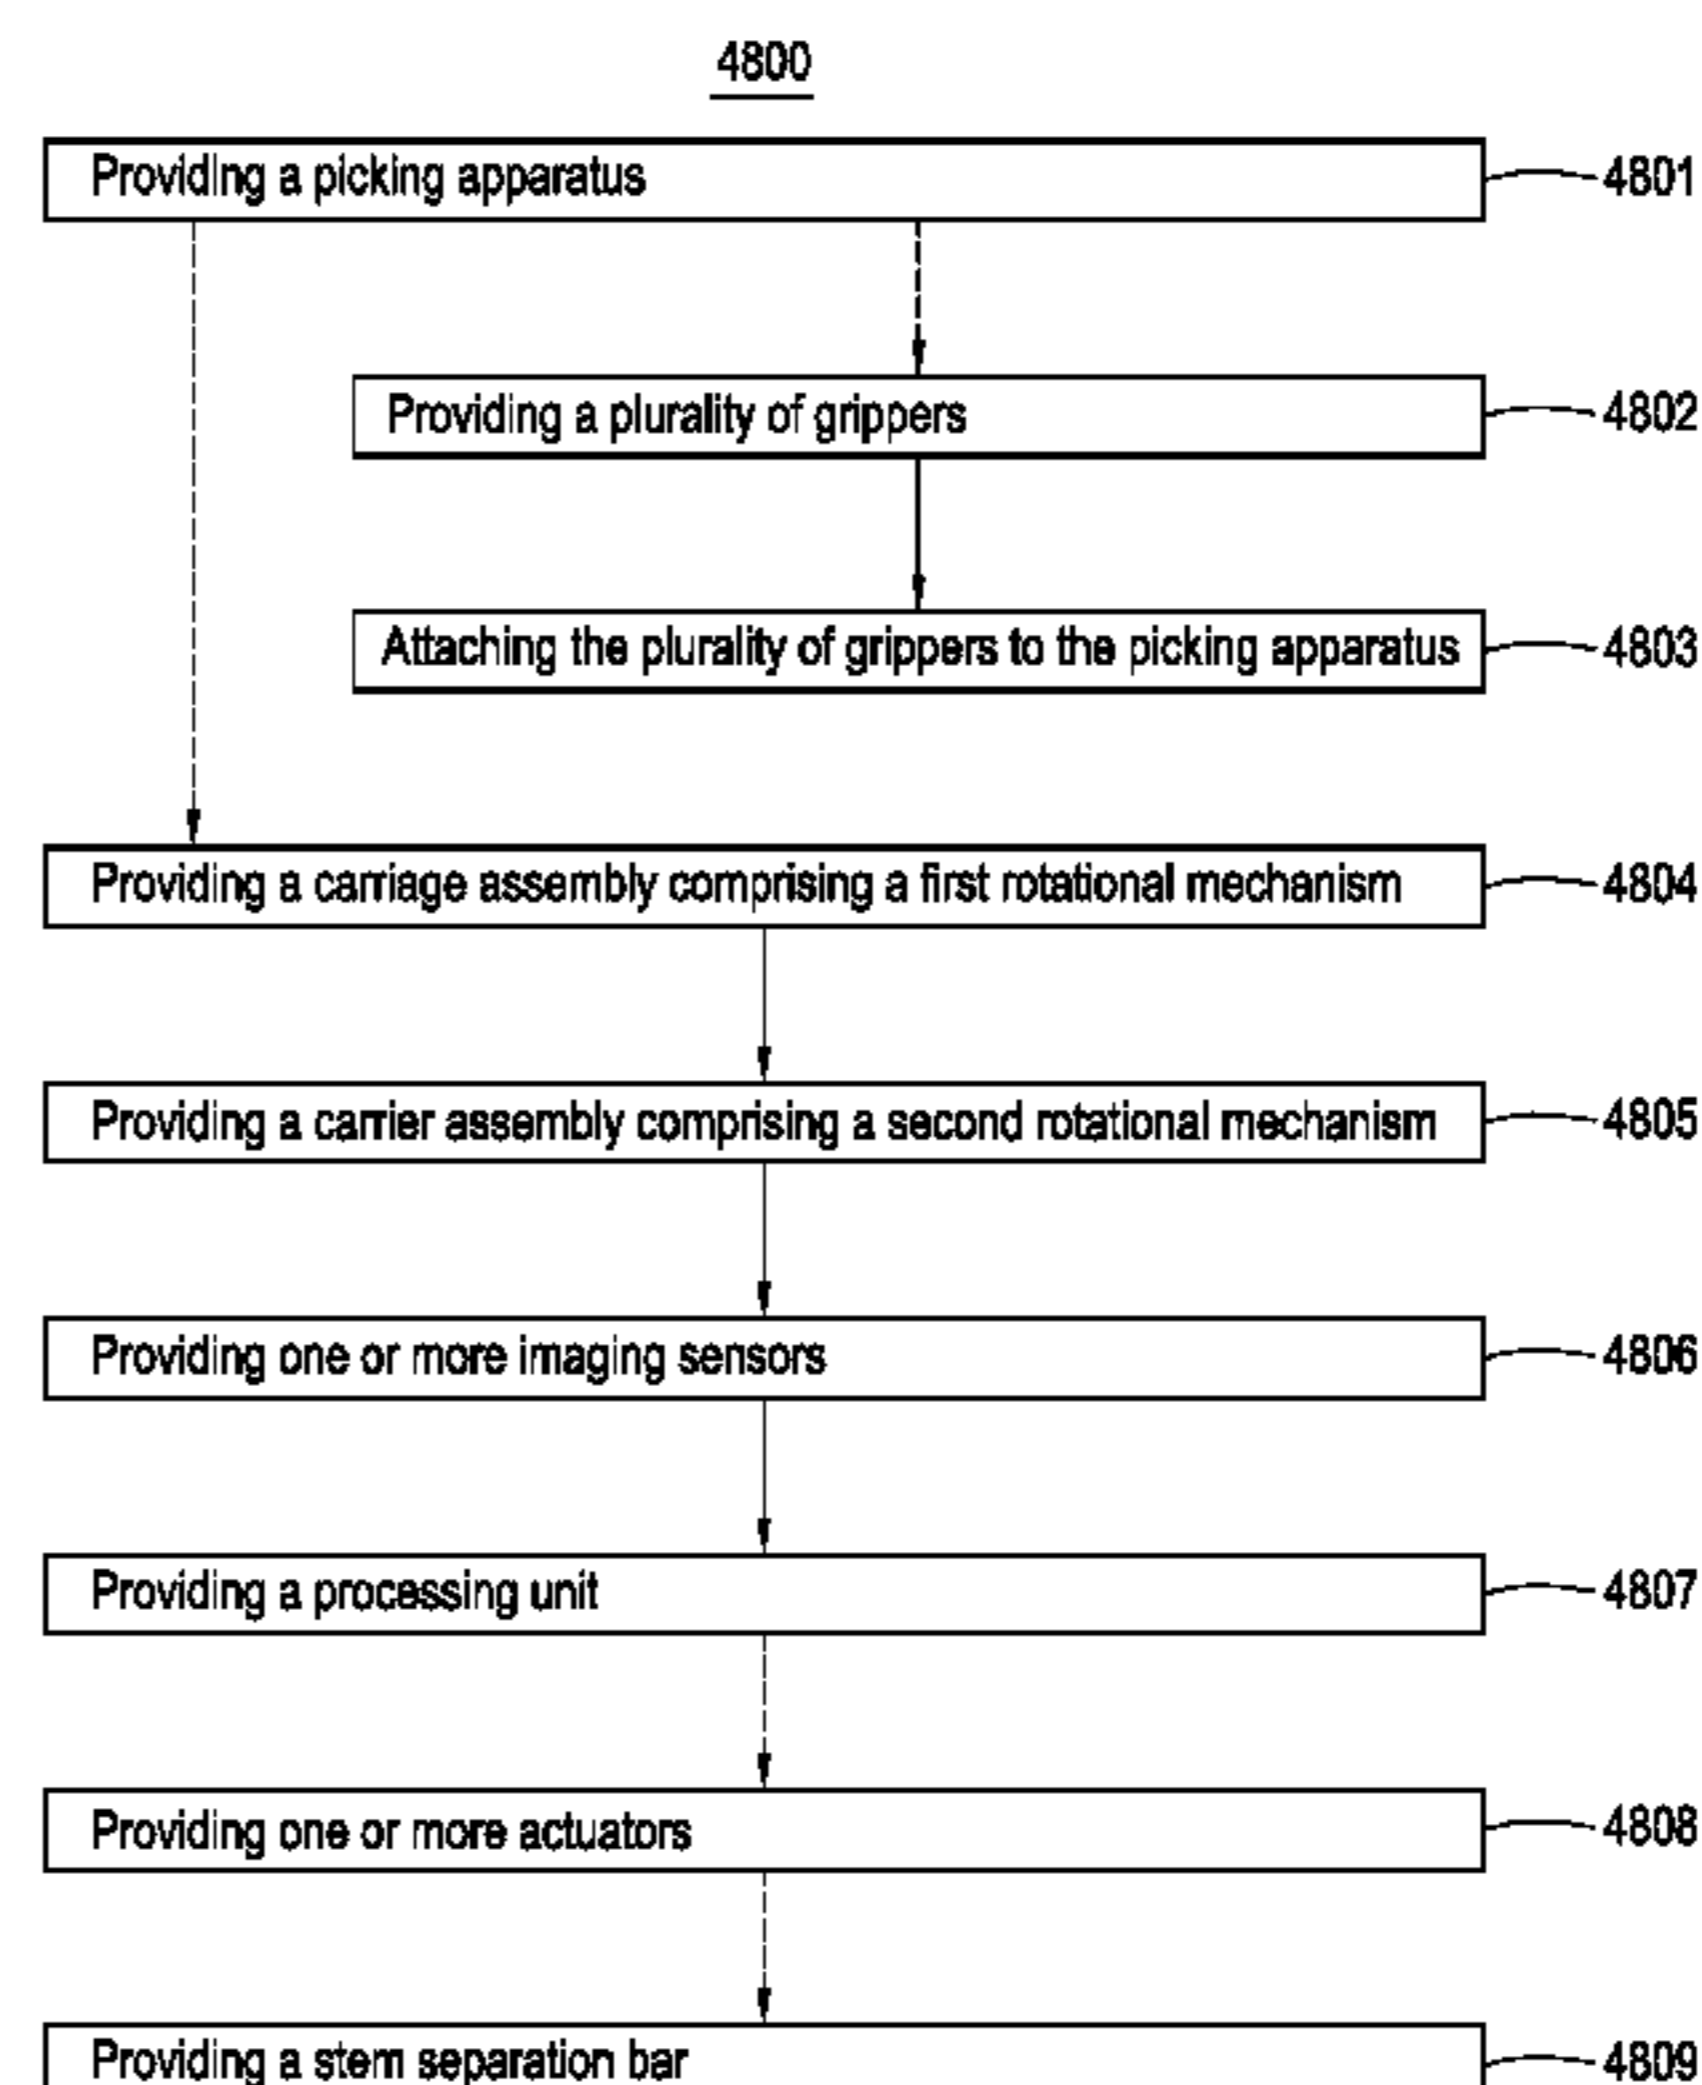 4800
Providing a picking apparatus 4801
Providing a plurality of grippers 4802
Attaching the plurality of grippers to the picking apparatus 4803
Providing a carriage assembly comprising a first rotational mechanism 4804
Providing a carrier assembly comprising a second rotational mechanism 4805
Providing one or more imaging sensors 4806
Providing a processing unit 4807
Providing one or more actuators 4808
Providing a stem separation bar 4809